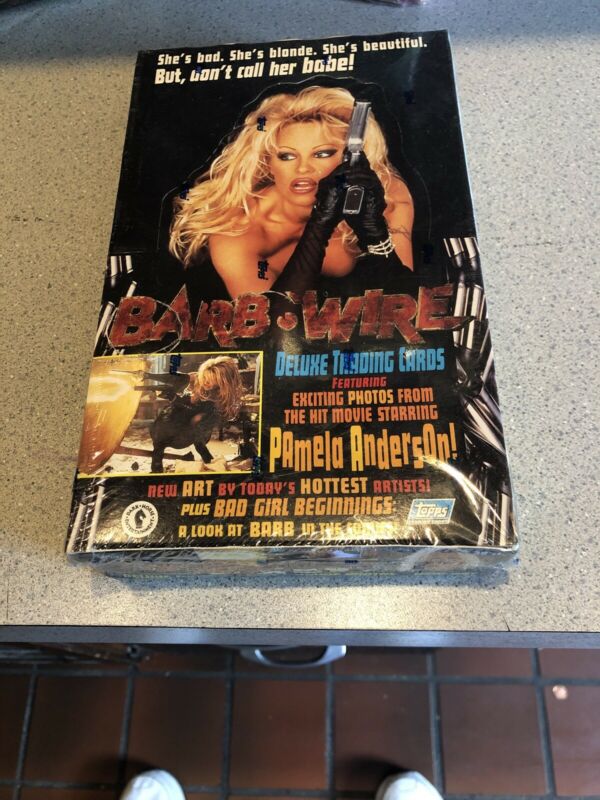 She's bad. She's blonde. She's beautiful.
But, don't call her babe!
BARB WIRE
DELUXE TRADING CARDS
FEATURING
EXCITING PHOTOS FROM
THE HIT MOVIE STARRING
PAmelA AndersOn!
NEW ART BY TODAY'S HOTTEST ARTISTS!
PLUS BAD GIRL BEGINNINGS:
A LOOK AT BARB IN THE COMICS!
DARK HORSE
TOPPS